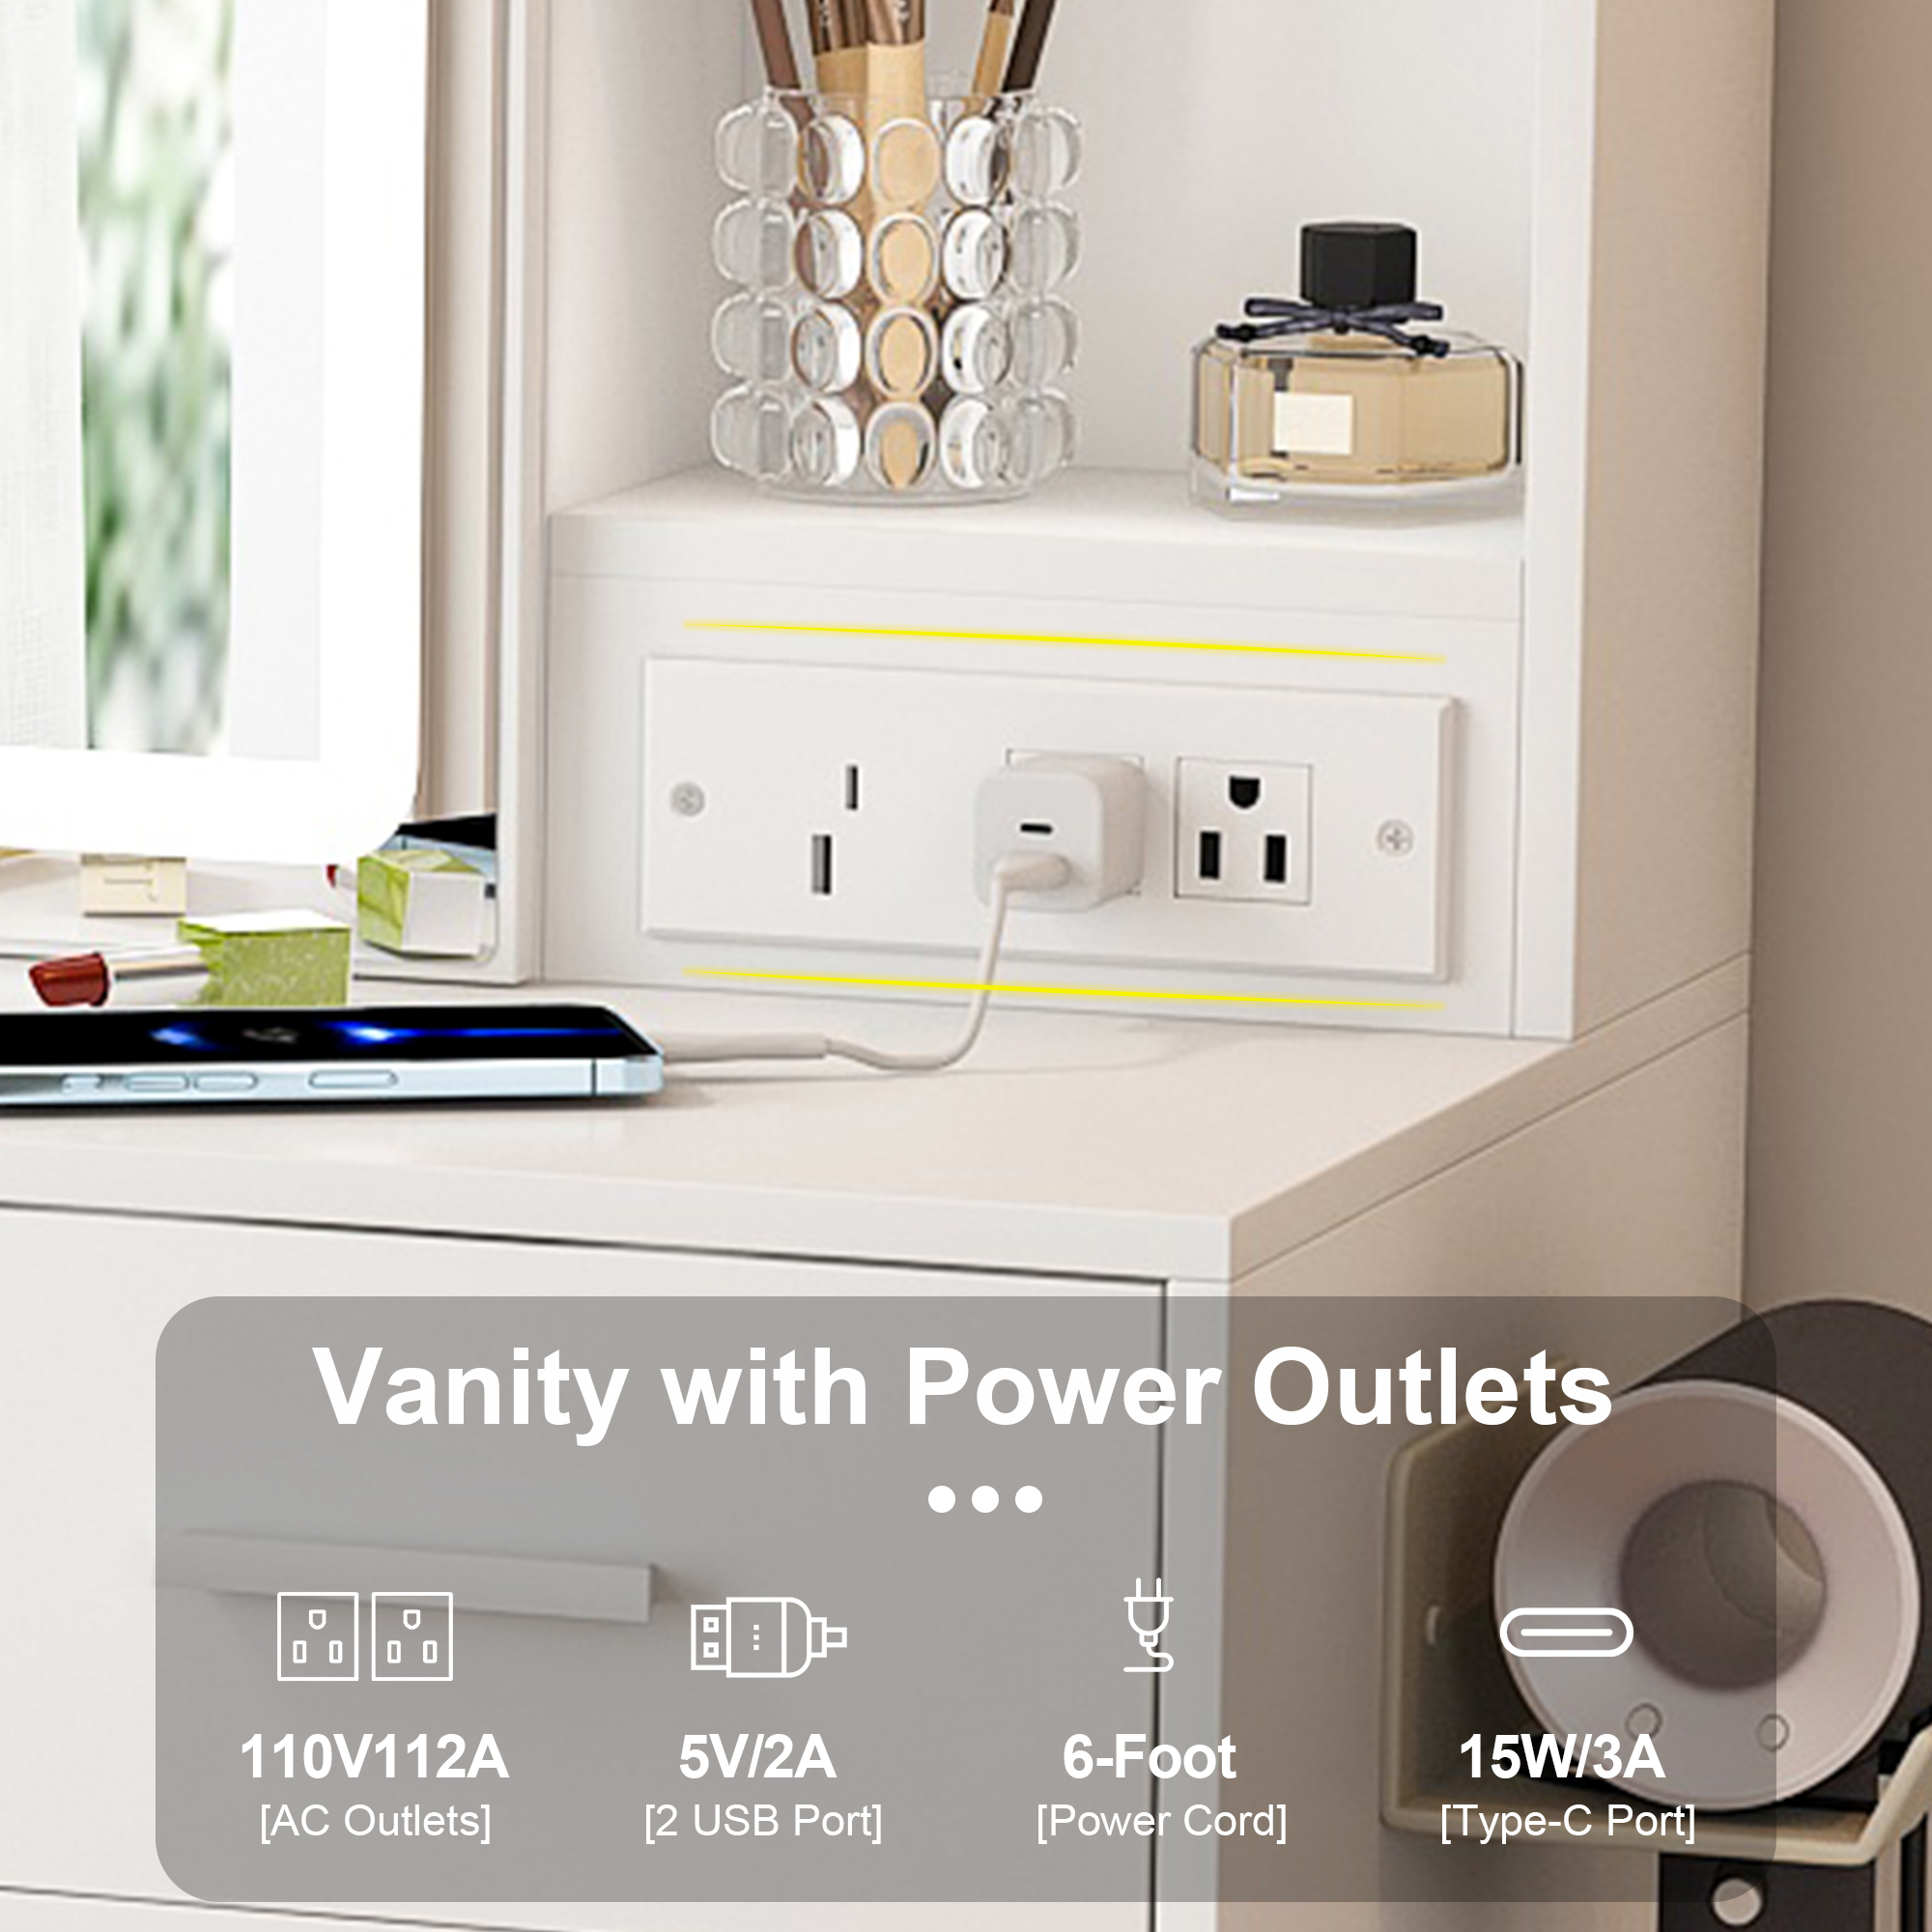 Vanity with Power Outlets
110V112A
[AC Outlets]
5V/2A
[2 USB Port]
6-Foot
[Power Cord]
15W/3A
[Type-C Port]